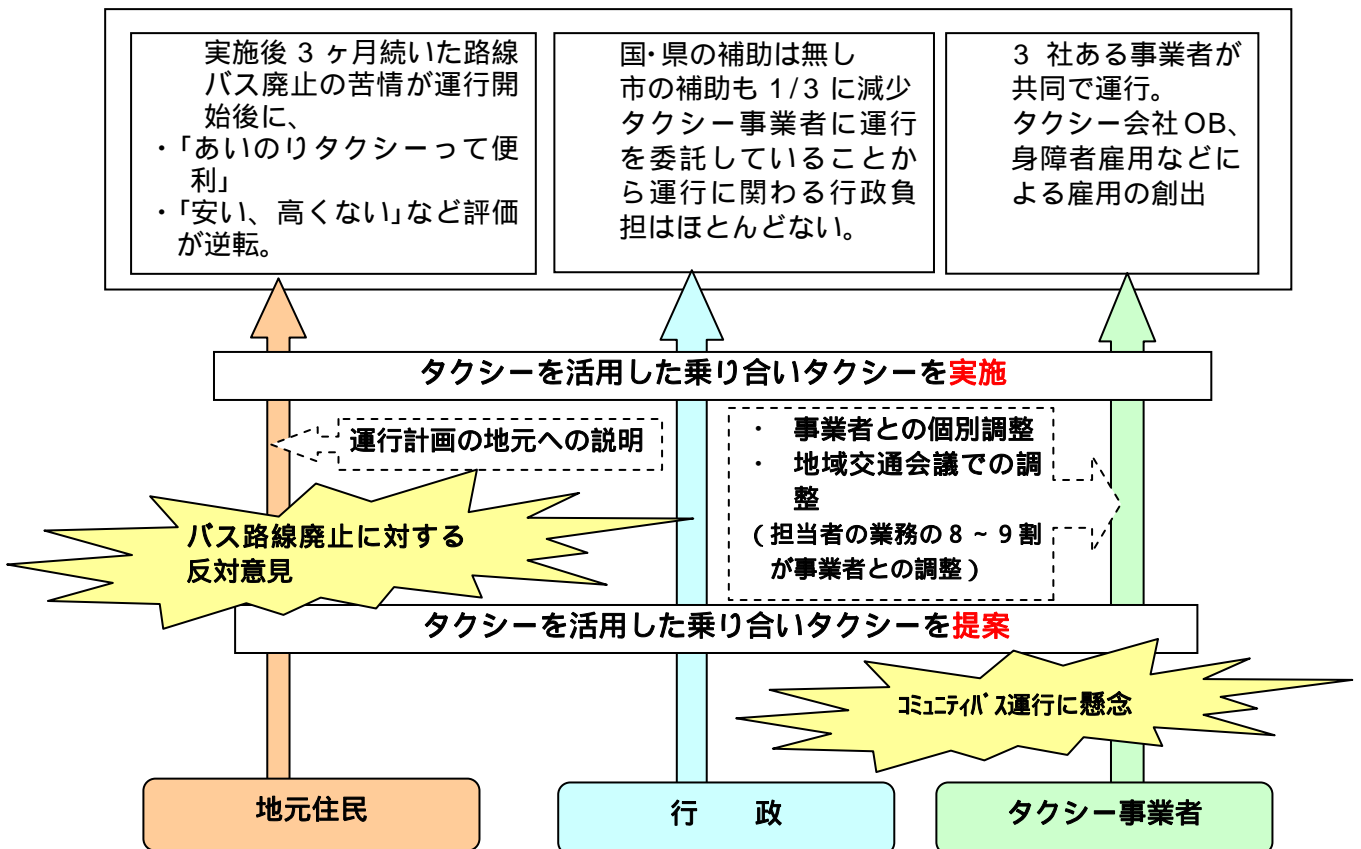 実施後3ヶ月続いた路線
バス廃止の苦情が運行開
始後に、
・「あいのりタクシーって便
利」
・「安い、高くない」など評価
が逆転。
国・県の補助は無し
市の補助も1/3に減少
タクシー事業者に運行
を委託していることか
ら運行に関わる行政負
担はほとんどない。
3 社ある事業者が
共同で運行。
タクシー会社OB、
身障者雇用などに
よる雇用の創出
タクシーを活用した乗り合いタクシーを実施
運行計画の地元への説明
・ 事業者との個別調整
・ 地域交通会議での調
整
(担当者の業務の8~9割
が事業者との調整)
バス路線廃止に対する
反対意見
タクシーを活用した乗り合いタクシーを提案
ｺﾐｭﾆﾃｨﾊﾞｽ運行に懸念
地元住民
行 政
タクシー事業者